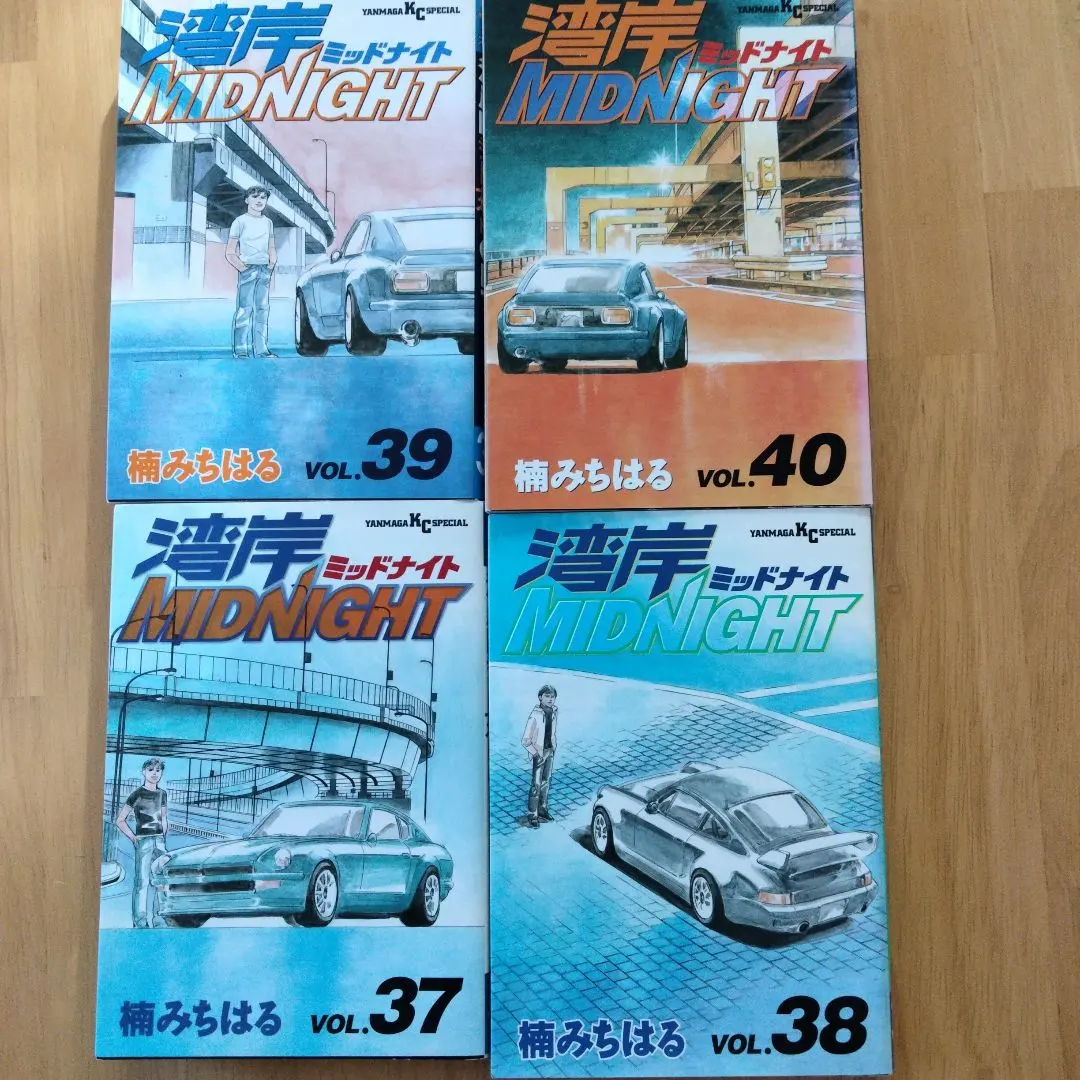 YANMAGA KC SPECIAL
湾岸
ミッドナイト
MIDNIGHT
楠みちはる
VOL.39
YANMAGA KC SPECIAL
湾岸
ミッドナイト
MIDNIGHT
楠みちはる
VOL.40
YANMAGA KC SPECIAL
湾岸
ミッドナイト
MIDNIGHT
楠みちはる
VOL.37
YANMAGA KC SPECIAL
湾岸
ミッドナイト
MIDNIGHT
楠みちはる
VOL.38